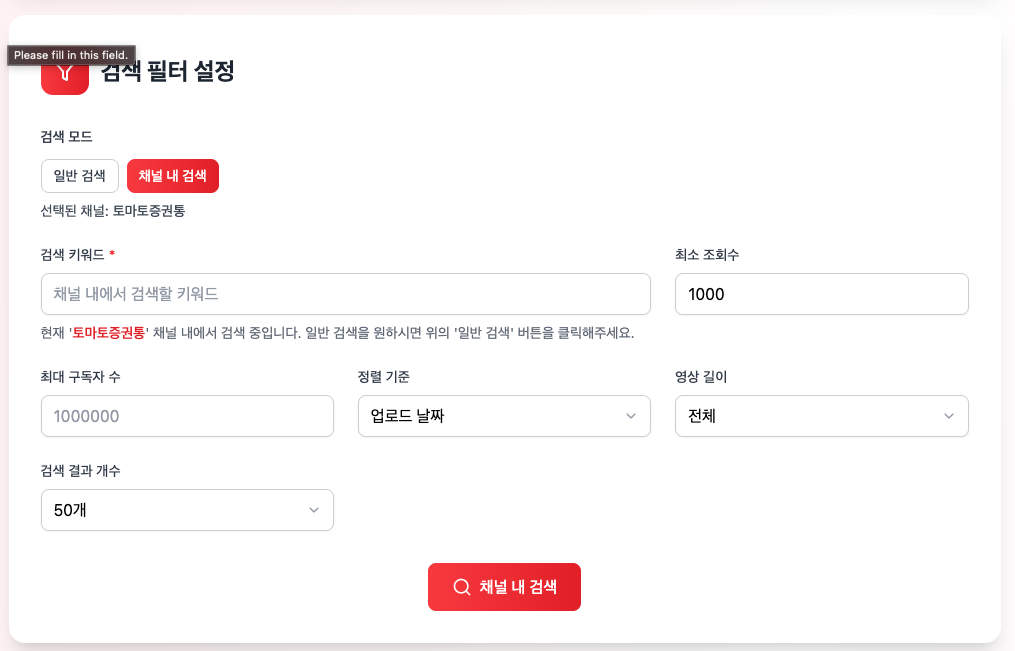 Please fill in this field.
검색 필터 설정
검색 모드
일반 검색
채널 내 검색
선택된 채널: 토마토증권통
검색 키워드 *
채널 내에서 검색할 키워드
현재 '토마토증권통' 채널 내에서 검색 중입니다. 일반 검색을 원하시면 위의 '일반 검색' 버튼을 클릭해주세요.
최소 조회수
1000
최대 구독자 수
1000000
정렬 기준
업로드 날짜
영상 길이
전체
검색 결과 개수
50개
채널 내 검색